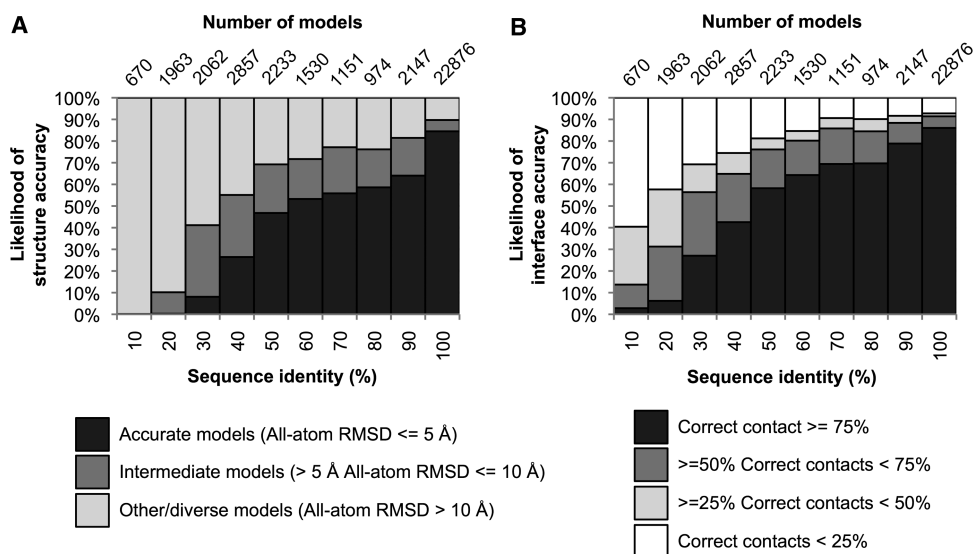 A
Number of models
670 1963 2062 2857 2233 1530 1151 974 2147 22876
Likelihood of
structure accuracy
100%
90%
80%
70%
60%
50%
40%
30%
20%
10%
0%
10 20 30 40 50 60 70 80 90 100
Sequence identity (%)
Accurate models (All-atom RMSD <= 5 Å)
Intermediate models (> 5 Å All-atom RMSD <= 10 Å)
Other/diverse models (All-atom RMSD > 10 Å)
B
Number of models
670 1963 2062 2857 2233 1530 1151 974 2147 22876
Likelihood of
interface accuracy
100%
90%
80%
70%
60%
50%
40%
30%
20%
10%
0%
10 20 30 40 50 60 70 80 90 100
Sequence identity (%)
Correct contact >= 75%
>=50% Correct contacts < 75%
>=25% Correct contacts < 50%
Correct contact < 25%